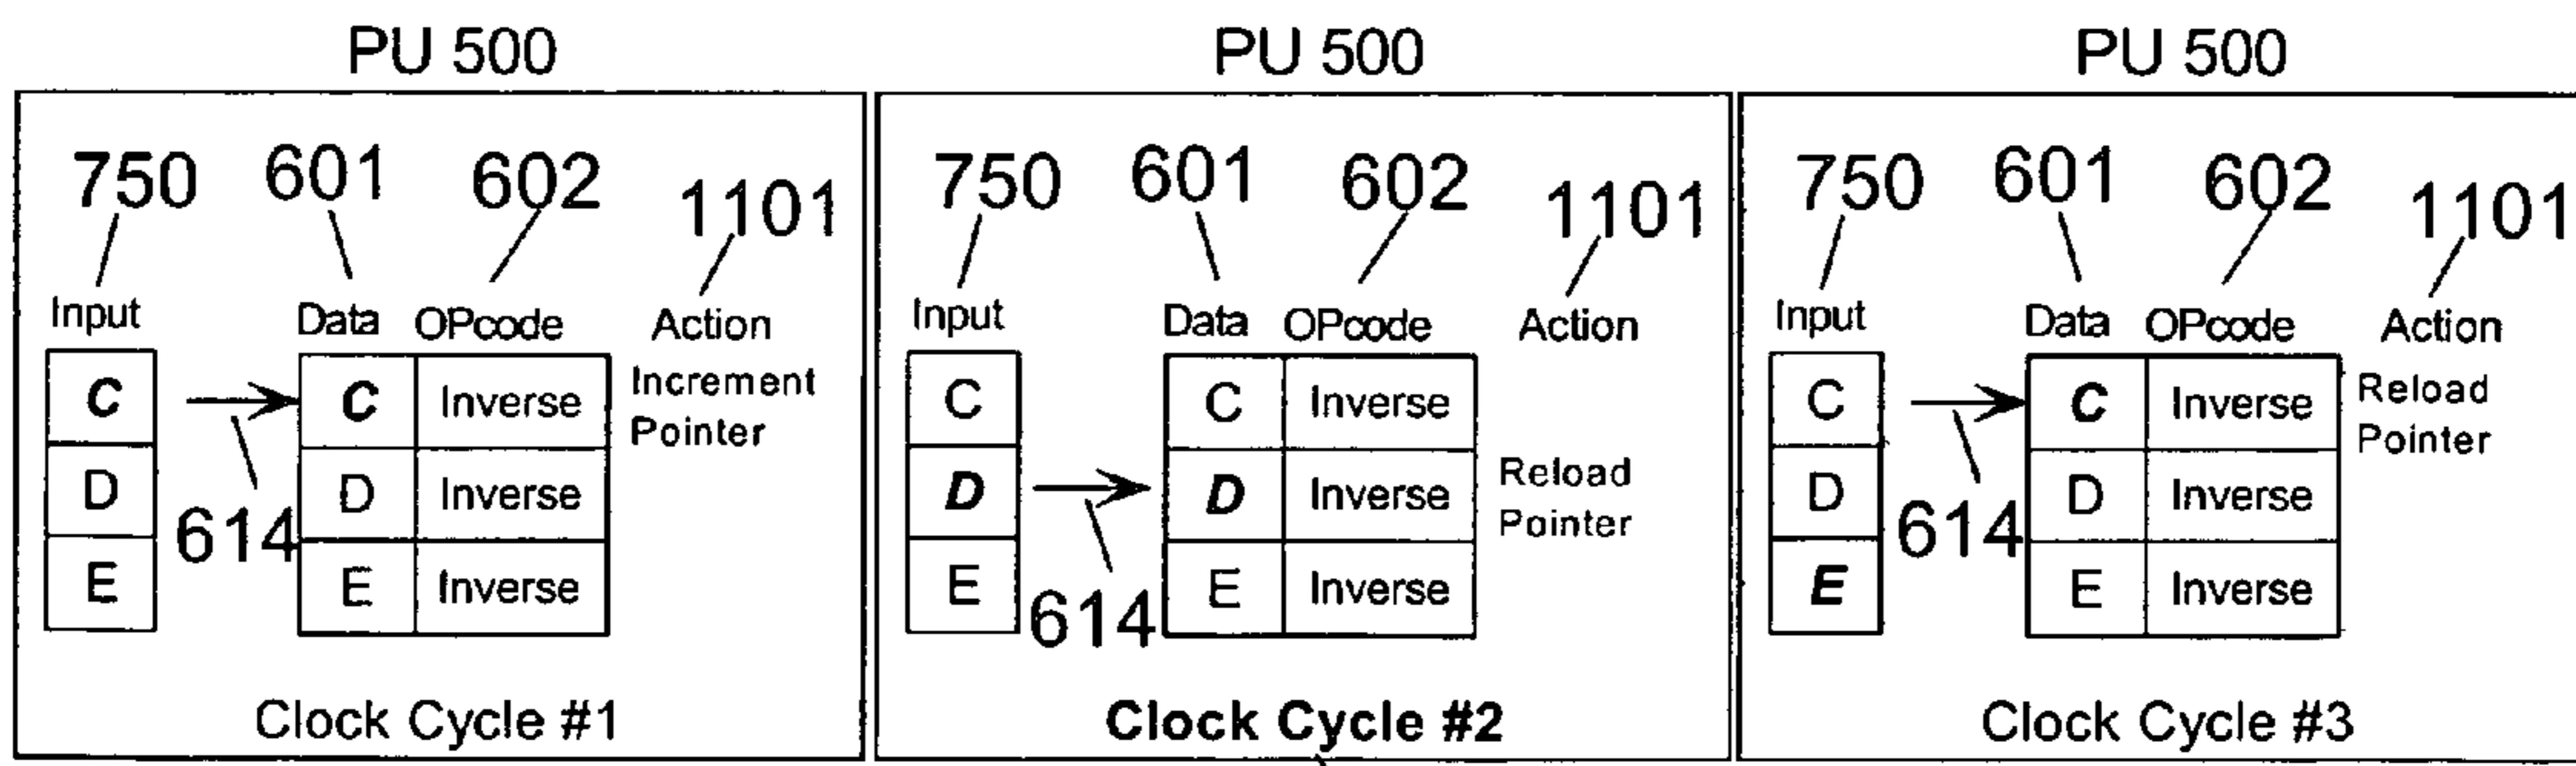 PU 500 PU 500 PU 500
750 601 602 1101 750 601 602 1101 750 601 602 1101
Input Data OPcode Action Input Data OPcode Action Input Data OPcode Action
C C Inverse Increment Pointer C C Inverse C C Inverse Reload Pointer
D D Inverse D D Inverse Reload Pointer D D Inverse
614 614 614
E E Inverse E E Inverse E E Inverse
Clock Cycle #1 Clock Cycle #2 Clock Cycle #3